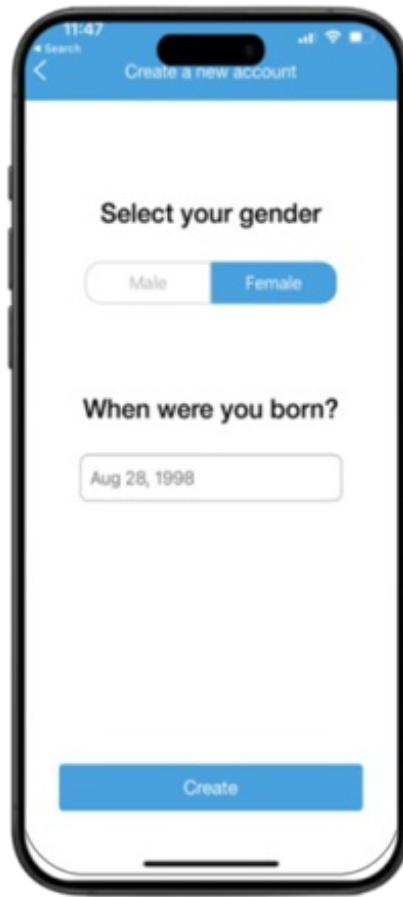 11:47
Search
Create a new account
Select your gender
Male Female
When were you born?
Aug 28, 1998
Create